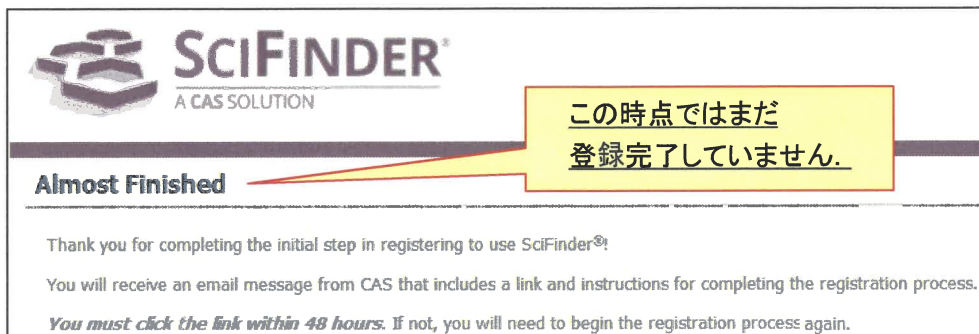 SCIFINDER®
A CAS SOLUTION
この時点ではまだ
登録完了していません.
Almost Finished
Thank you for completing the initial step in registering to use SciFinder®!
You will receive an email message from CAS that includes a link and instructions for completing the registration process.
You must click the link within 48 hours. If not, you will need to begin the registration process again.